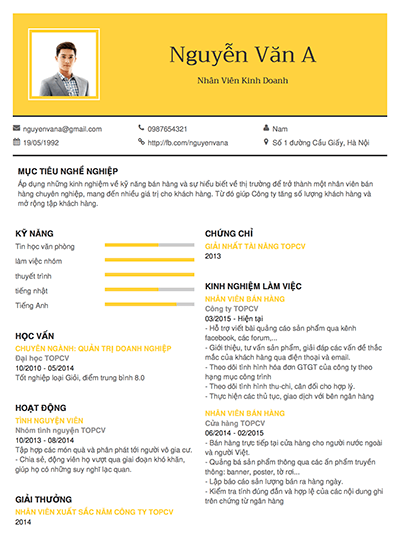 Nguyễn Văn A
Nhân Viên Kinh Doanh
nguyenvana@gmail.com
0987654321
Nam
19/05/1992
http://fb.com/nguyenvana
Số 1 đường Cầu Giấy, Hà Nội
MỤC TIÊU NGHỀ NGHIỆP
Áp dụng những kinh nghiệm về kỹ năng bán hàng và sự hiểu biết về thị trường để trở thành một nhân viên bán
hàng chuyên nghiệp, mang đến nhiều giá trị cho khách hàng. Từ đó giúp Công ty tăng số lượng khách hàng và
mở rộng tập khách hàng.
KỸ NĂNG
Tin học văn phòng
làm việc nhóm
thuyết trình
tiếng nhật
Tiếng Anh
HỌC VẤN
CHUYÊN NGÀNH: QUẢN TRỊ DOANH NGHIỆP
Đại học TOPCV
10/2010 - 05/2014
Tốt nghiệp loại Giỏi, điểm trung bình 8.0
HOẠT ĐỘNG
TÌNH NGUYỆN VIÊN
Nhóm tình nguyện TOPCV
10/2013 - 08/2014
Tập hợp các món quà và phân phát tới người vô gia cư.
- Chia sẻ, động viên họ vượt qua giai đoạn khó khăn,
giúp họ có những suy nghĩ lạc quan.
GIẢI THƯỞNG
NHÂN VIÊN XUẤT SẮC NĂM CÔNG TY TOPCV
2014
CHỨNG CHỈ
GIẢI NHẤT TÀI NĂNG TOPCV
2013
KINH NGHIỆM LÀM VIỆC
NHÂN VIÊN BÁN HÀNG
Công ty TOPCV
03/2015 - Hiện tại
- Hỗ trợ viết bài quảng cáo sản phẩm qua kênh
facebook, các forum,...
- Giới thiệu, tư vấn sản phẩm, giải đáp các vấn đề thắc
mắc của khách hàng qua điện thoại và email.
- Theo dõi tình hình hóa đơn GTGT của công ty theo
hạng mục công trình
- Theo dõi tình hình thu-chi, cân đối cho hợp lý.
- Thực hiện các thủ tục, giao dịch với bên ngân hàng
NHÂN VIÊN BÁN HÀNG
Cửa hàng TOPCV
06/2014 - 02/2015
- Bán hàng trực tiếp tại cửa hàng cho người nước ngoài
và người Việt.
- Quảng bá sản phẩm thông qua các ấn phẩm truyền
thông: banner, poster, tờ rơi...
- Lập báo cáo sản lượng bán ra hàng ngày.
- Kiểm tra tính đúng đắn và hợp lệ của các nội dung ghi
trên chứng từ ngân hàng